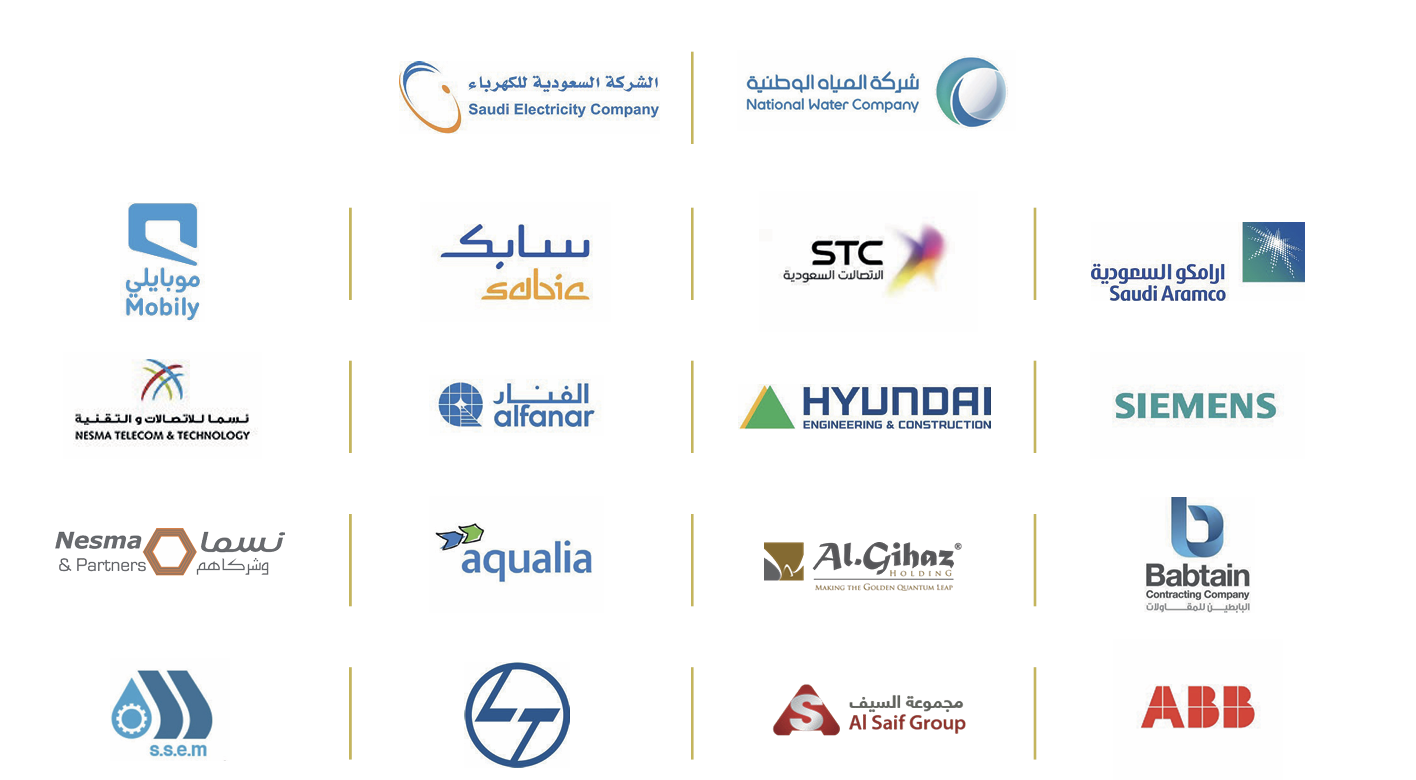 الشركة السعودية للكهرباء
Saudi Electricity Company
شركة المياه الوطنية
National Water Company
موبايلي
Mobily
سابك
sabic
STC
الاتصالات السعودية
ارامكو السعودية
Saudi Aramco
نسما للاتصالات و التقنية
NESMA TELECOM & TECHNOLOGY
الفنار
alfanar
HYUNDAI
ENGINEERING & CONSTRUCTION
SIEMENS
Nesma
& Partners
نسما
وشركاهم
aqualia
Al.Gihaz®
HOLDING
MAKING THE GOLDEN QUANTUM LEAP
Babtain
Contracting Company
البابطين للمقاولات
s.s.e.m
LT
S
مجموعة السيف
Al Saif Group
ABB